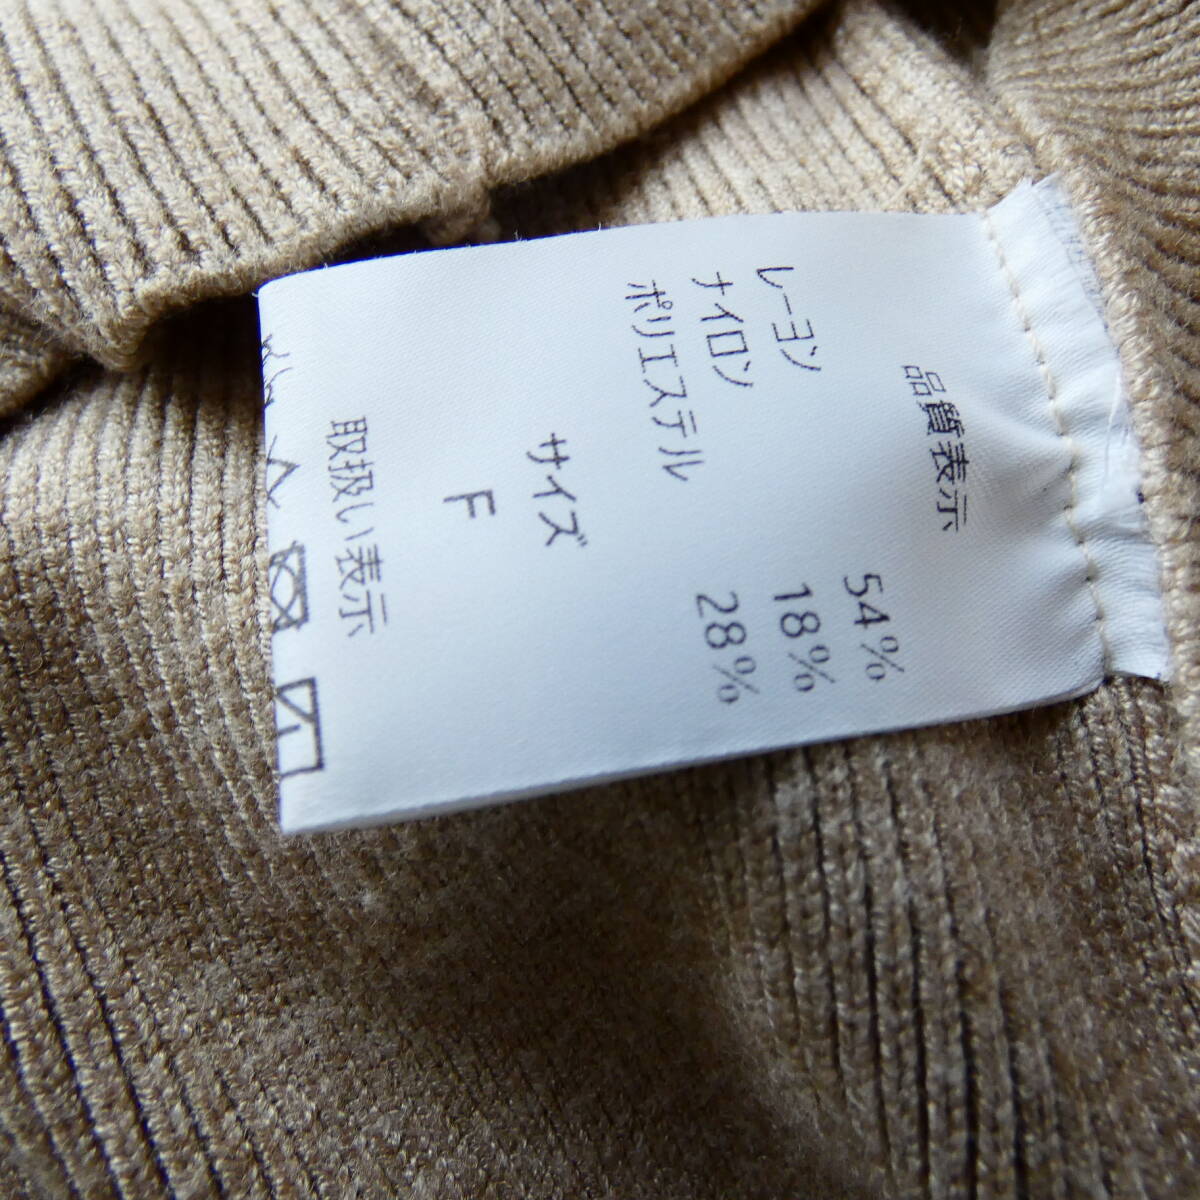 品質表示
レーヨン 54%
ナイロン 18%
ポリエステル 28%
サイズ
F
取扱い表示